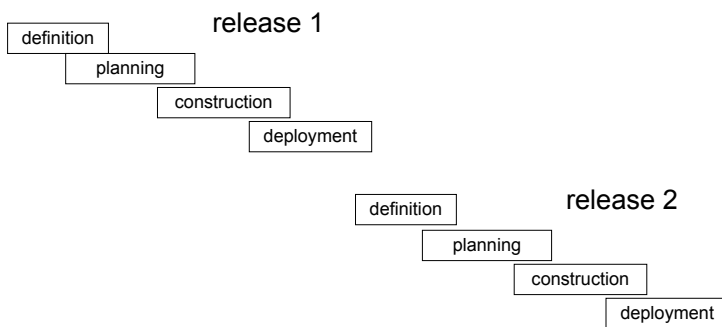 release 1
definition
planning
construction
deployment
release 2
definition
planning
construction
deployment